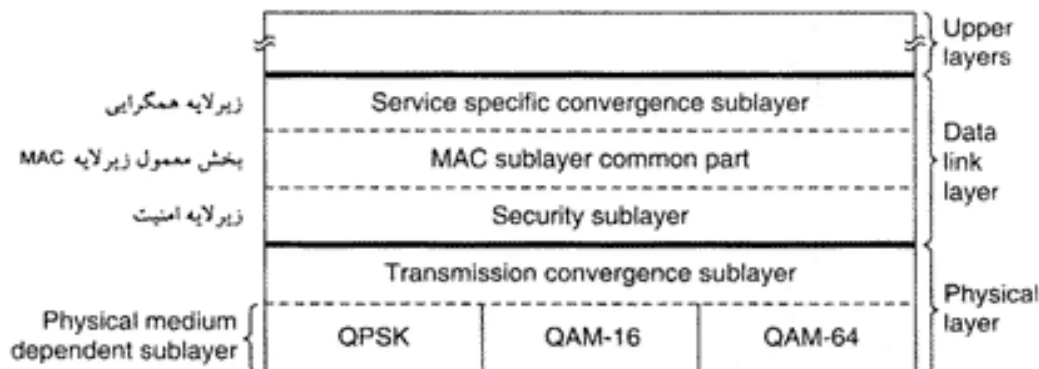 Upper
layers
زیرلایه همگرایی
Service specific convergence sublayer
بخش معمول زیرلایه MAC
MAC sublayer common part
Data
link
layer
زیرلایه امنیت
Security sublayer
Transmission convergence sublayer
Physical
layer
Physical medium
dependent sublayer
QPSK
QAM-16
QAM-64